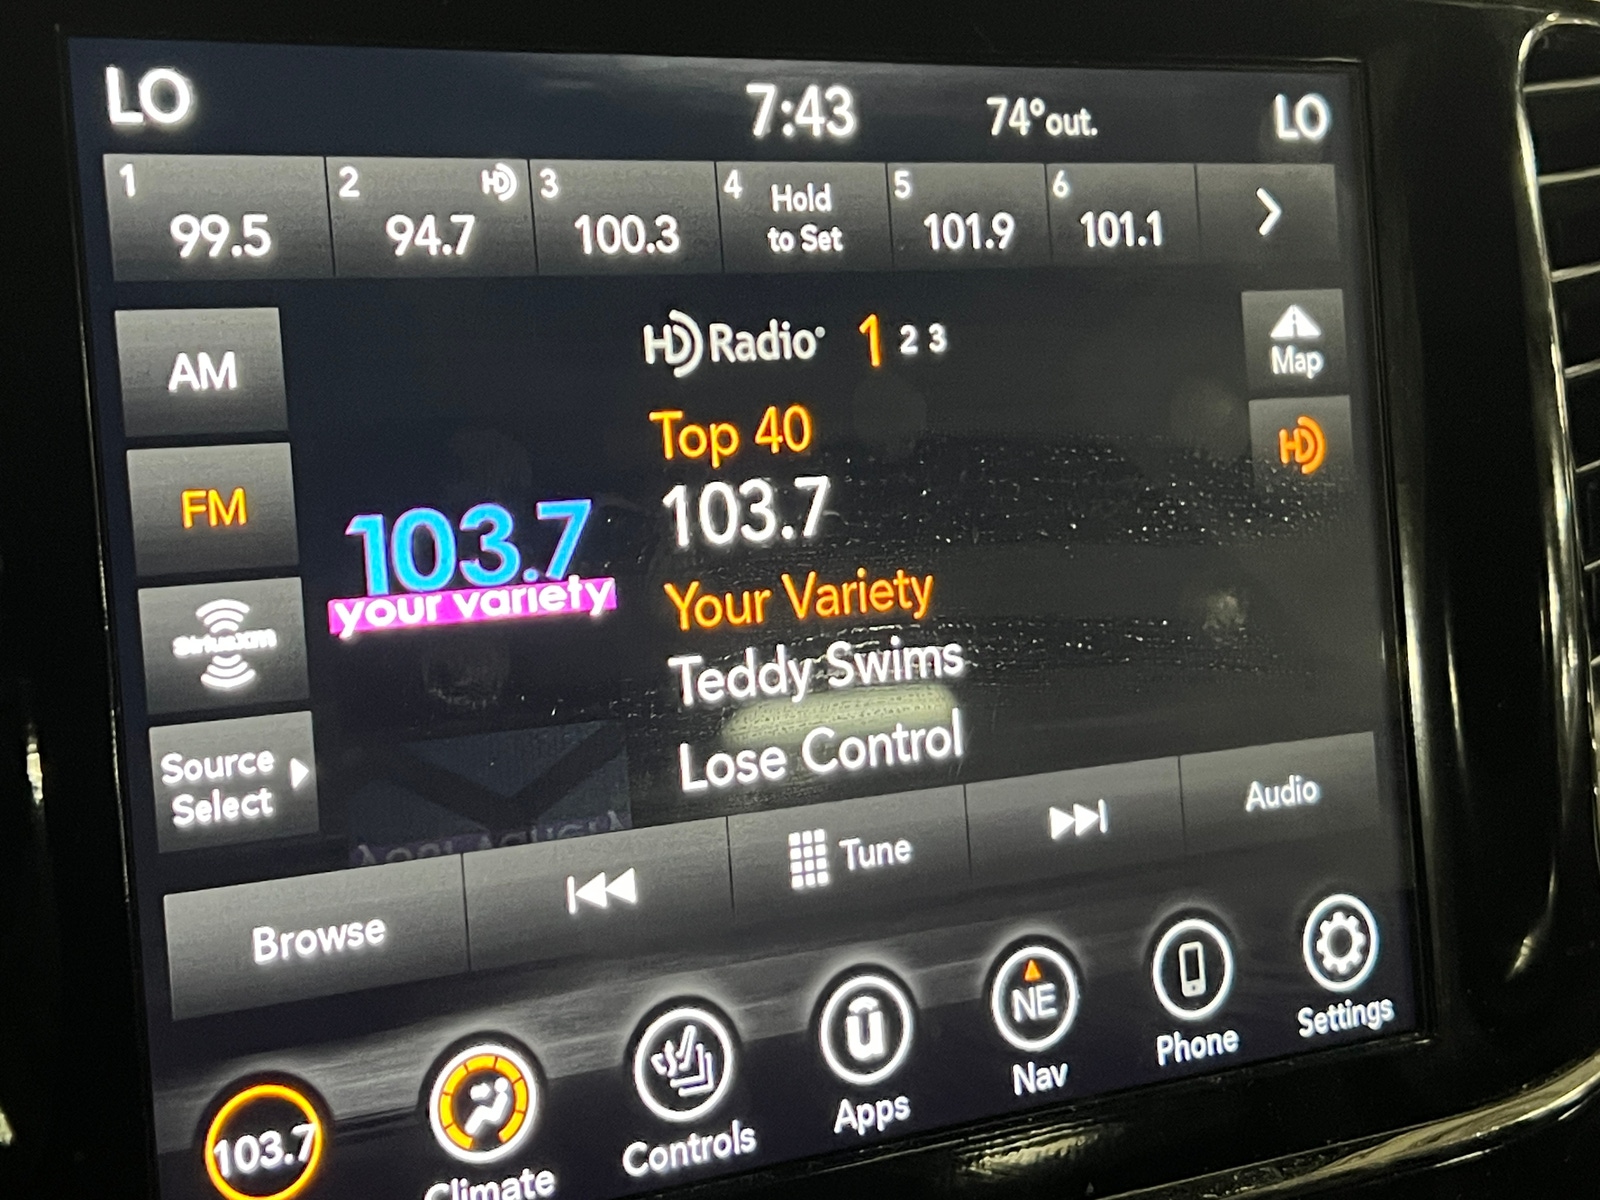 LO
7:43
74°out.
LO
1
99.5
2
HD
94.7
3
100.3
4
Hold
to Set
5
101.9
6
101.1
AM
HD Radio
1 2 3
Map
Top 40
HD
FM
103.7
103.7
your variety
Your Variety
SiriusXM
Teddy Swims
Source
Select
Lose Control
Browse
Tune
Audio
103.7
Climate
Controls
u
Apps
NE
Nav
Phone
Settings